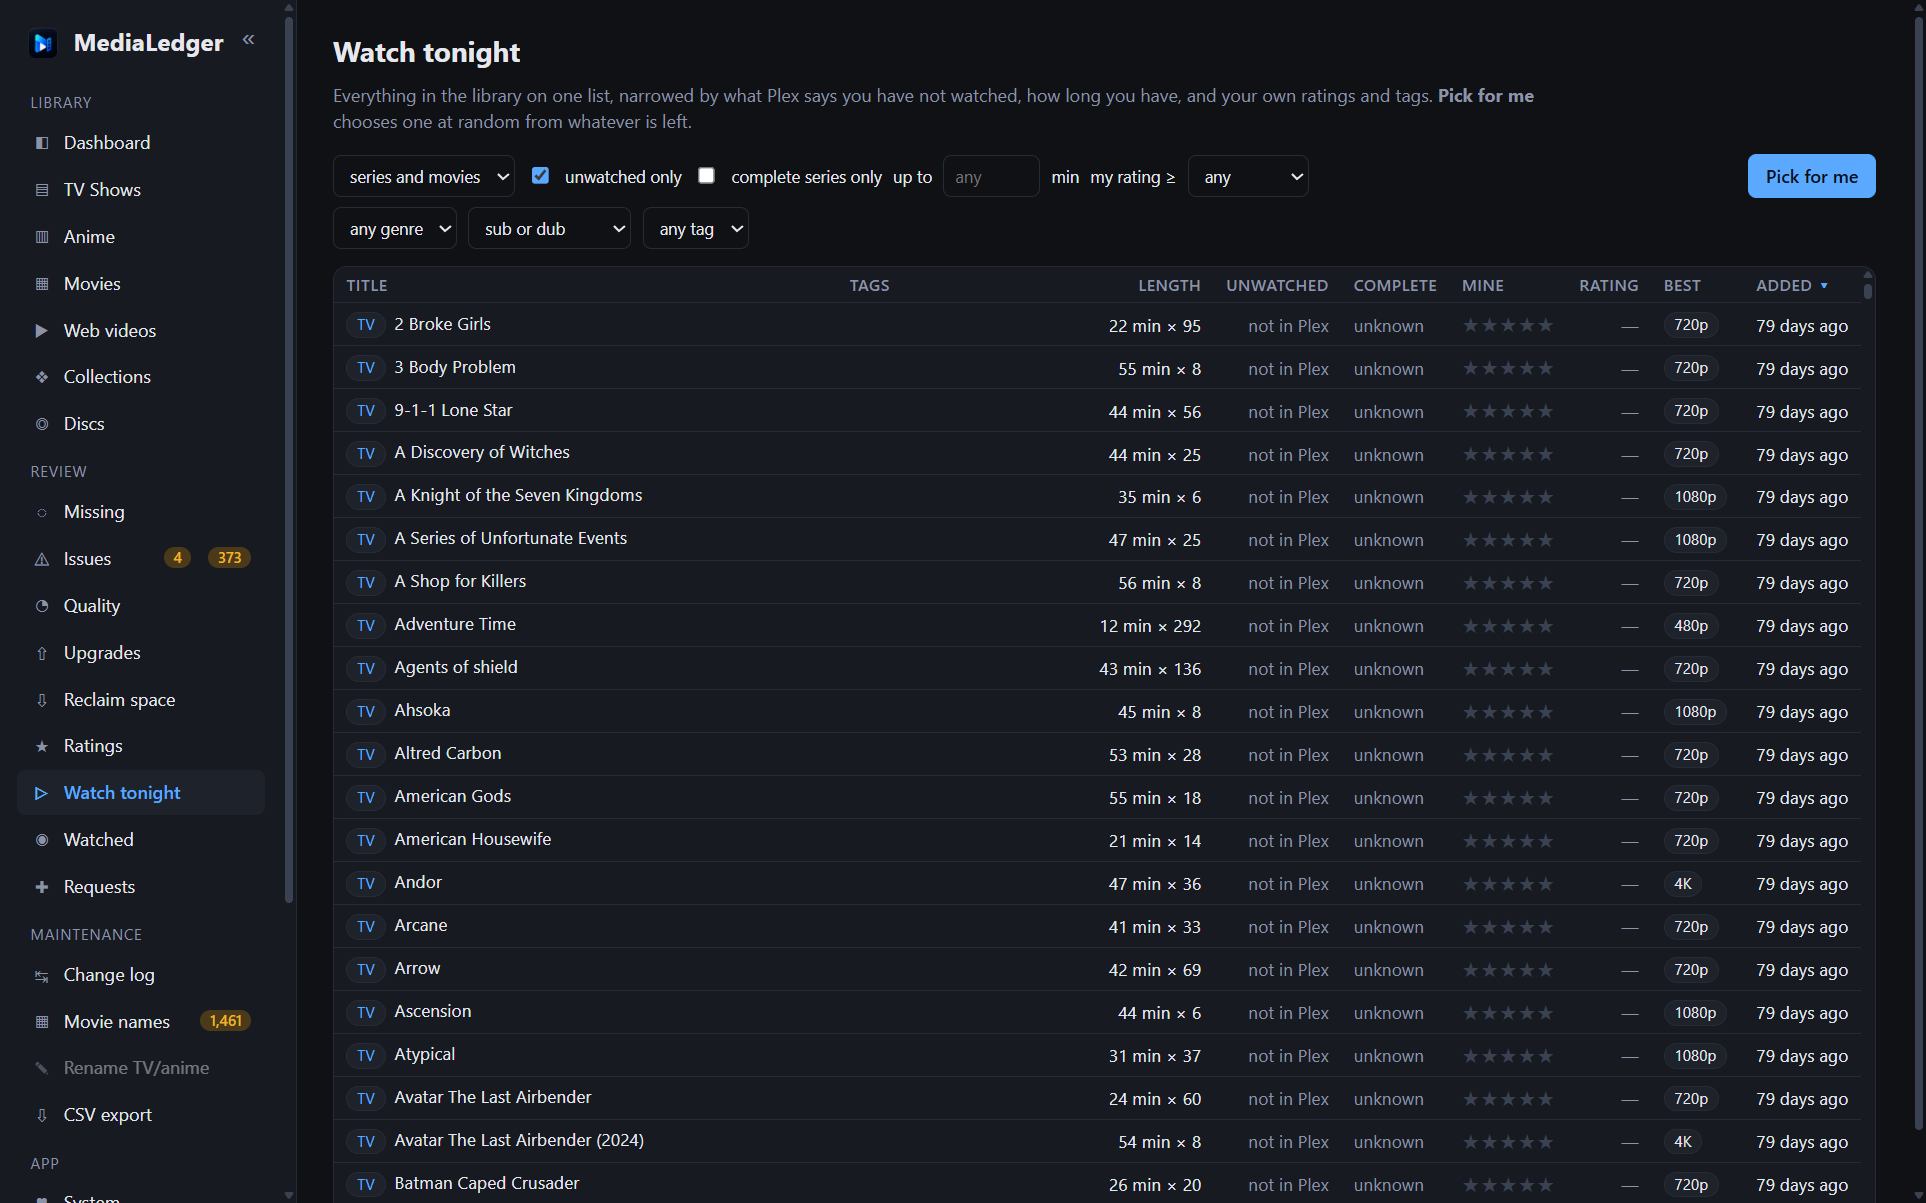 MediaLedger «
LIBRARY
Dashboard
TV Shows
Anime
Movies
Web videos
Collections
Discs
REVIEW
Missing
Issues 4 373
Quality
Upgrades
Reclaim space
Ratings
Watch tonight
Watched
Requests
MAINTENANCE
Change log
Movie names 1,461
Rename TV/anime
CSV export
APP
System
Watch tonight
Everything in the library on one list, narrowed by what Plex says you have not watched, how long you have, and your own ratings and tags. Pick for me
chooses one at random from whatever is left.
series and movies unwatched only complete series only up to any min my rating ≥ any Pick for me
any genre sub or dub any tag
TITLE TAGS LENGTH UNWATCHED COMPLETE MINE RATING BEST ADDED ▼
TV 2 Broke Girls 22 min × 95 not in Plex unknown ★★★★★ — 720p 79 days ago
TV 3 Body Problem 55 min × 8 not in Plex unknown ★★★★★ — 720p 79 days ago
TV 9-1-1 Lone Star 44 min × 56 not in Plex unknown ★★★★★ — 720p 79 days ago
TV A Discovery of Witches 44 min × 25 not in Plex unknown ★★★★★ — 720p 79 days ago
TV A Knight of the Seven Kingdoms 35 min × 6 not in Plex unknown ★★★★★ — 1080p 79 days ago
TV A Series of Unfortunate Events 47 min × 25 not in Plex unknown ★★★★★ — 1080p 79 days ago
TV A Shop for Killers 56 min × 8 not in Plex unknown ★★★★★ — 720p 79 days ago
TV Adventure Time 12 min × 292 not in Plex unknown ★★★★★ — 480p 79 days ago
TV Agents of shield 43 min × 136 not in Plex unknown ★★★★★ — 720p 79 days ago
TV Ahsoka 45 min × 8 not in Plex unknown ★★★★★ — 1080p 79 days ago
TV Altred Carbon 53 min × 28 not in Plex unknown ★★★★★ — 720p 79 days ago
TV American Gods 55 min × 18 not in Plex unknown ★★★★★ — 720p 79 days ago
TV American Housewife 21 min × 14 not in Plex unknown ★★★★★ — 720p 79 days ago
TV Andor 47 min × 36 not in Plex unknown ★★★★★ — 4K 79 days ago
TV Arcane 41 min × 33 not in Plex unknown ★★★★★ — 720p 79 days ago
TV Arrow 42 min × 69 not in Plex unknown ★★★★★ — 720p 79 days ago
TV Ascension 44 min × 6 not in Plex unknown ★★★★★ — 1080p 79 days ago
TV Atypical 31 min × 37 not in Plex unknown ★★★★★ — 1080p 79 days ago
TV Avatar The Last Airbender 24 min × 60 not in Plex unknown ★★★★★ — 720p 79 days ago
TV Avatar The Last Airbender (2024) 54 min × 8 not in Plex unknown ★★★★★ — 4K 79 days ago
TV Batman Caped Crusader 26 min × 20 not in Plex unknown ★★★★★ — 720p 79 days ago